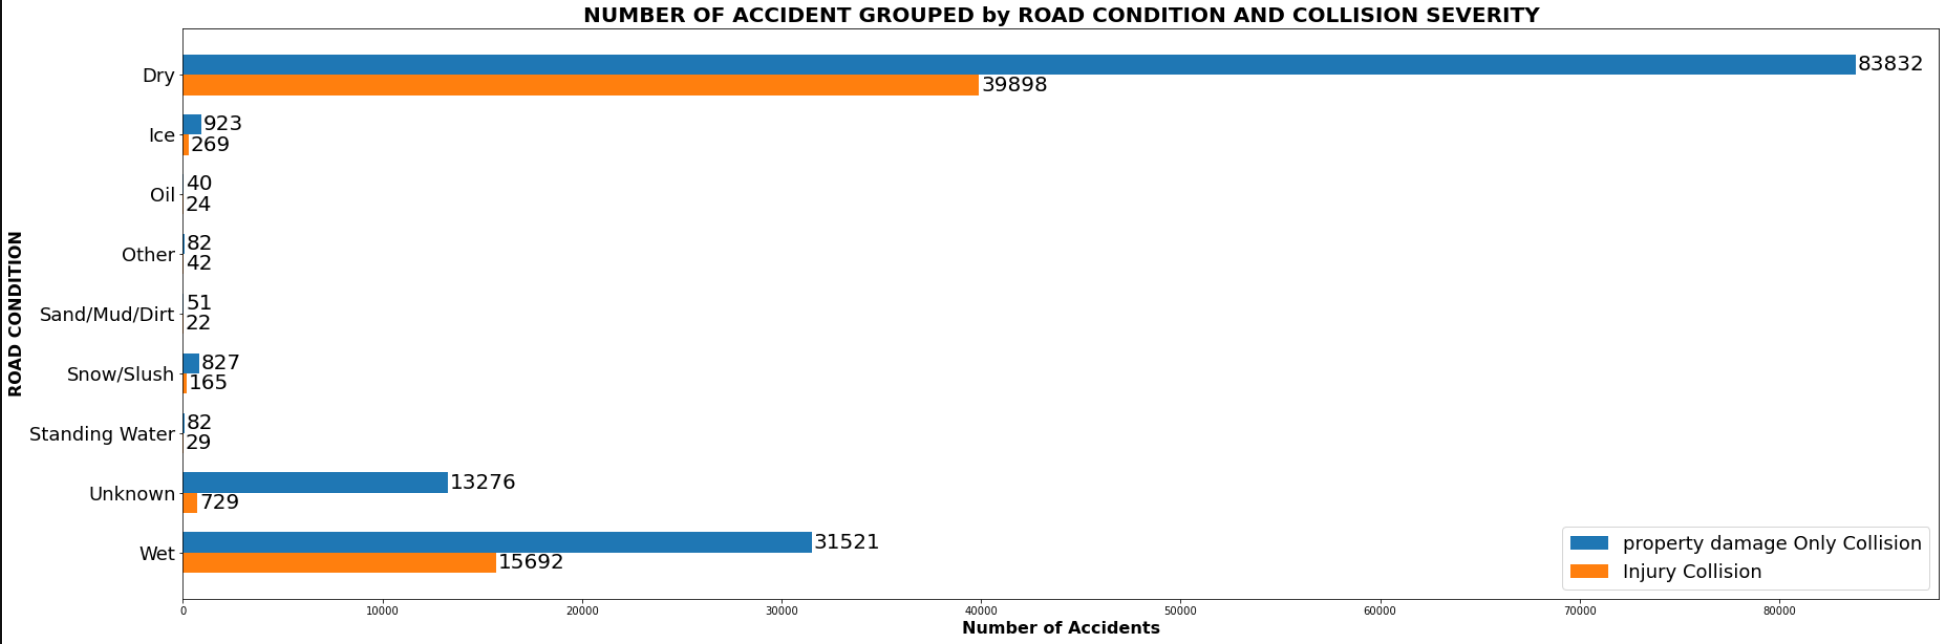 NUMBER OF ACCIDENT GROUPED by ROAD CONDITION AND COLLISION SEVERITY
ROAD CONDITION
Dry
83832
39898
Ice
923
269
Oil
40
24
Other
82
42
Sand/Mud/Dirt
51
22
Snow/Slush
827
165
Standing Water
82
29
Unknown
13276
729
Wet
31521
15692
property damage Only Collision
Injury Collision
0 10000 20000 30000 40000 50000 60000 70000 80000
Number of Accidents